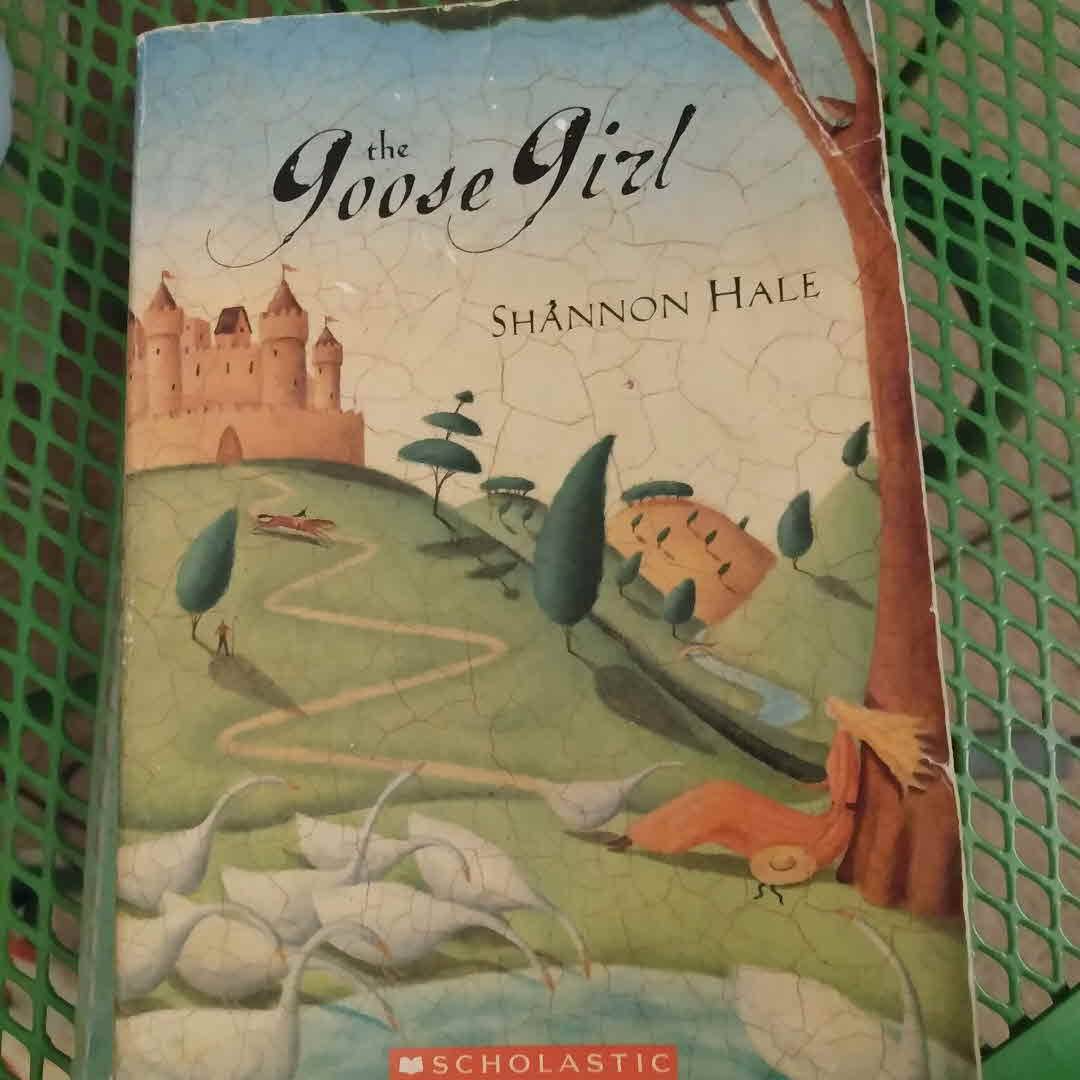 the
goose Girl
SHANNON HALE
SCHOLASTIC